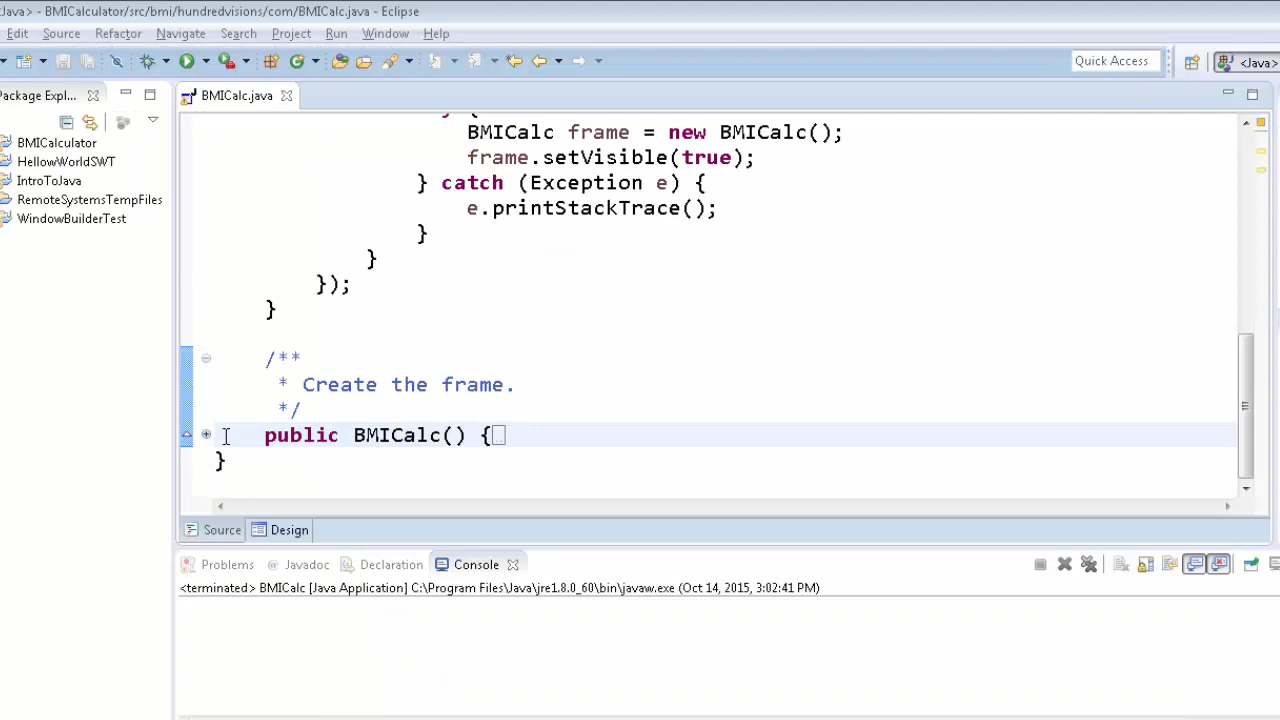 <Java> - BMICalculator/src/bmi/hundredvisions/com/BMICalc.java - Eclipse
Edit Source Refactor Navigate Search Project Run Window Help
Quick Access
<Java>
Package Expl...
BMICalc.java
BMICalculator
HellowWorldSWT
IntroToJava
RemoteSystemsTempFiles
WindowBuilderTest
BMICalc frame = new BMICalc();
frame.setVisible(true);
} catch (Exception e) {
e.printStackTrace();
}
}
});
}
/**
* Create the frame.
*/
public BMICalc() {
}
Source Design
Problems @ Javadoc Declaration Console
<terminated> BMICalc [Java Application] C:\Program Files\Java\jre1.8.0_60\bin\javaw.exe (Oct 14, 2015, 3:02:41 PM)